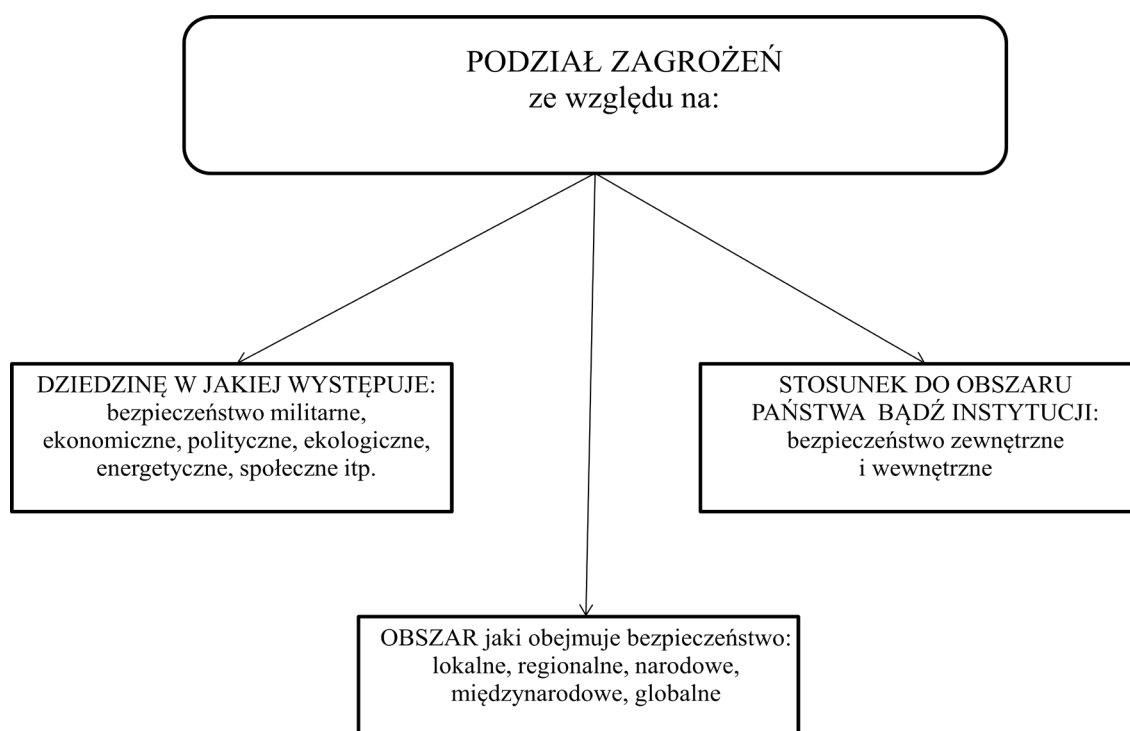 PODZIAŁ ZAGROŻEŃ
ze względu na:
DZIEDZINĘ W JAKIEJ WYSTĘPUJE:
bezpieczeństwo militarne,
ekonomiczne, polityczne, ekologiczne,
energetyczne, społeczne itp.
STOSUNEK DO OBSZARU
PAŃSTWA BĄDŹ INSTYTUCJI:
bezpieczeństwo zewnętrzne
i wewnętrzne
OBSZAR jaki obejmuje bezpieczeństwo:
lokalne, regionalne, narodowe,
międzynarodowe, globalne